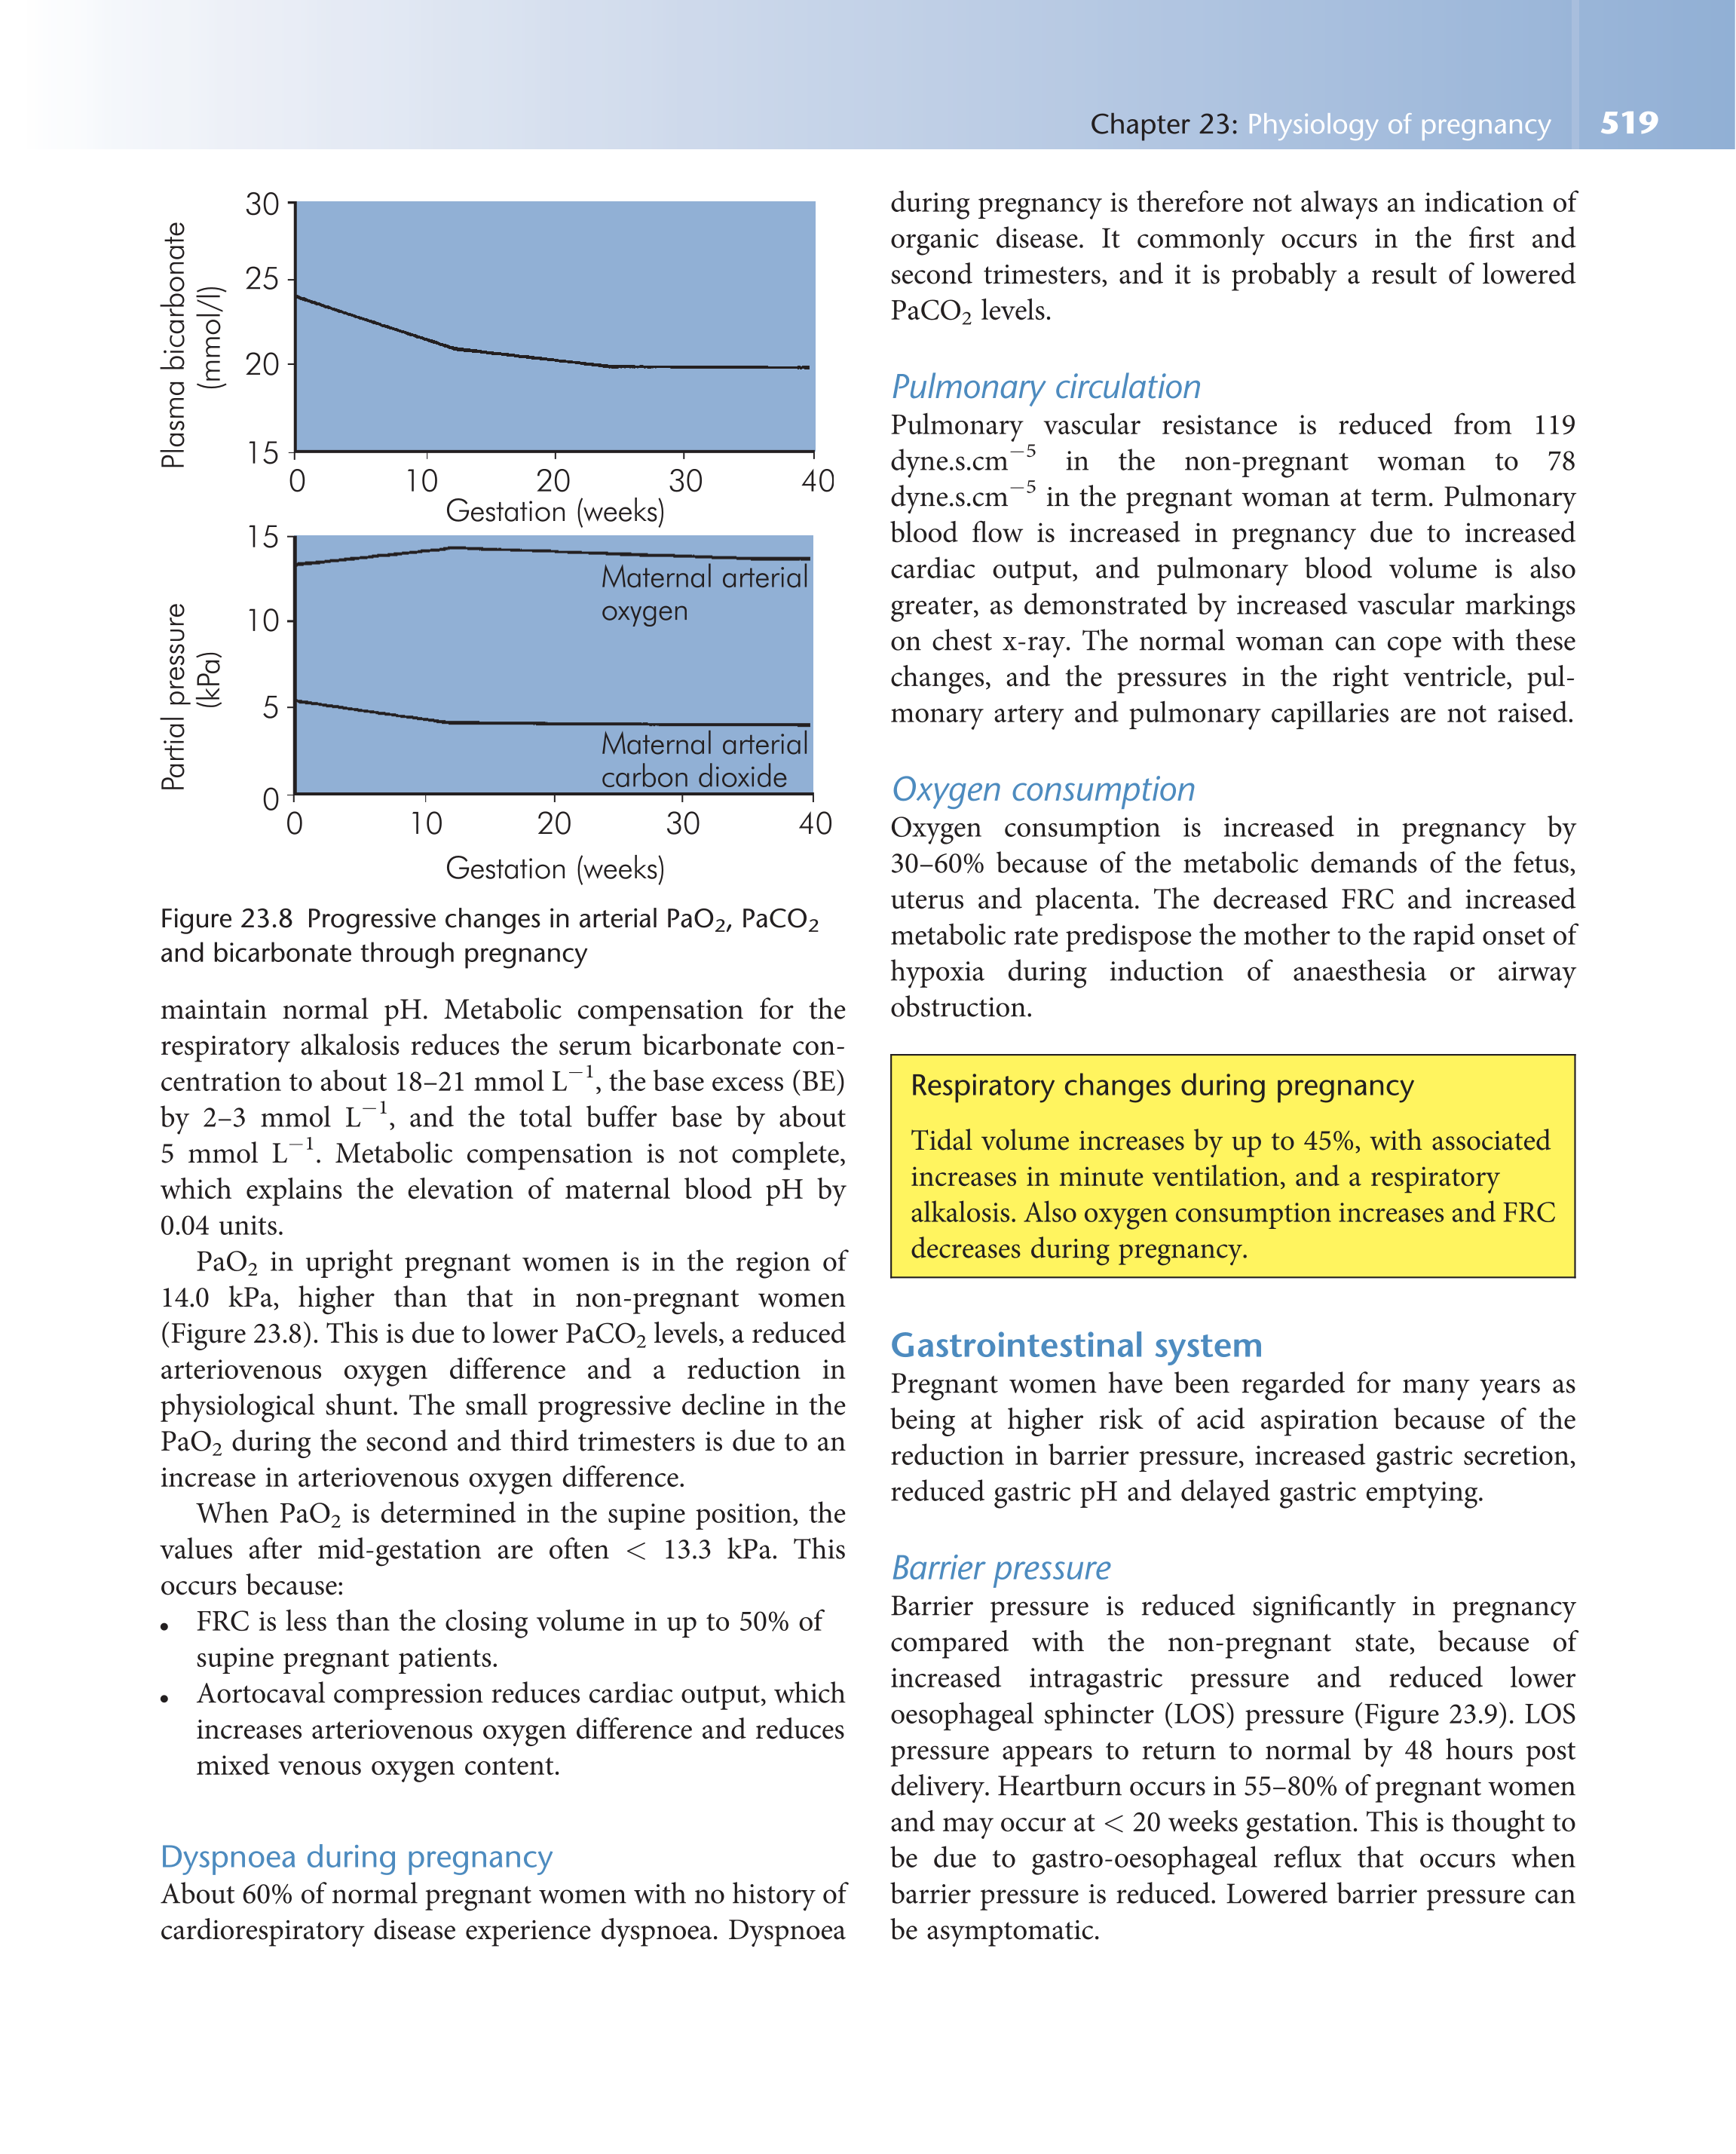 Chapter 23: Physiology of pregnancy 519
Plasma bicarbonate
(mmol/l)
30
25
20
15
0 10 20 30 40
Gestation (weeks)
Partial pressure
(kPa)
15
10
5
0
Maternal arterial
oxygen
Maternal arterial
carbon dioxide
0 10 20 30 40
Gestation (weeks)
Figure 23.8 Progressive changes in arterial PaO₂, PaCO₂
and bicarbonate through pregnancy
maintain normal pH. Metabolic compensation for the
respiratory alkalosis reduces the serum bicarbonate con-
centration to about 18–21 mmol L⁻¹, the base excess (BE)
by 2–3 mmol L⁻¹, and the total buffer base by about
5 mmol L⁻¹. Metabolic compensation is not complete,
which explains the elevation of maternal blood pH by
0.04 units.
PaO₂ in upright pregnant women is in the region of
14.0 kPa, higher than that in non-pregnant women
(Figure 23.8). This is due to lower PaCO₂ levels, a reduced
arteriovenous oxygen difference and a reduction in
physiological shunt. The small progressive decline in the
PaO₂ during the second and third trimesters is due to an
increase in arteriovenous oxygen difference.
When PaO₂ is determined in the supine position, the
values after mid-gestation are often < 13.3 kPa. This
occurs because:
• FRC is less than the closing volume in up to 50% of
supine pregnant patients.
• Aortocaval compression reduces cardiac output, which
increases arteriovenous oxygen difference and reduces
mixed venous oxygen content.
Dyspnoea during pregnancy
About 60% of normal pregnant women with no history of
cardiorespiratory disease experience dyspnoea. Dyspnoea
during pregnancy is therefore not always an indication of
organic disease. It commonly occurs in the first and
second trimesters, and it is probably a result of lowered
PaCO₂ levels.
Pulmonary circulation
Pulmonary vascular resistance is reduced from 119
dyne.s.cm⁻⁵ in the non-pregnant woman to 78
dyne.s.cm⁻⁵ in the pregnant woman at term. Pulmonary
blood flow is increased in pregnancy due to increased
cardiac output, and pulmonary blood volume is also
greater, as demonstrated by increased vascular markings
on chest x-ray. The normal woman can cope with these
changes, and the pressures in the right ventricle, pul-
monary artery and pulmonary capillaries are not raised.
Oxygen consumption
Oxygen consumption is increased in pregnancy by
30–60% because of the metabolic demands of the fetus,
uterus and placenta. The decreased FRC and increased
metabolic rate predispose the mother to the rapid onset of
hypoxia during induction of anaesthesia or airway
obstruction.
Respiratory changes during pregnancy
Tidal volume increases by up to 45%, with associated
increases in minute ventilation, and a respiratory
alkalosis. Also oxygen consumption increases and FRC
decreases during pregnancy.
Gastrointestinal system
Pregnant women have been regarded for many years as
being at higher risk of acid aspiration because of the
reduction in barrier pressure, increased gastric secretion,
reduced gastric pH and delayed gastric emptying.
Barrier pressure
Barrier pressure is reduced significantly in pregnancy
compared with the non-pregnant state, because of
increased intragastric pressure and reduced lower
oesophageal sphincter (LOS) pressure (Figure 23.9). LOS
pressure appears to return to normal by 48 hours post
delivery. Heartburn occurs in 55–80% of pregnant women
and may occur at < 20 weeks gestation. This is thought to
be due to gastro-oesophageal reflux that occurs when
barrier pressure is reduced. Lowered barrier pressure can
be asymptomatic.